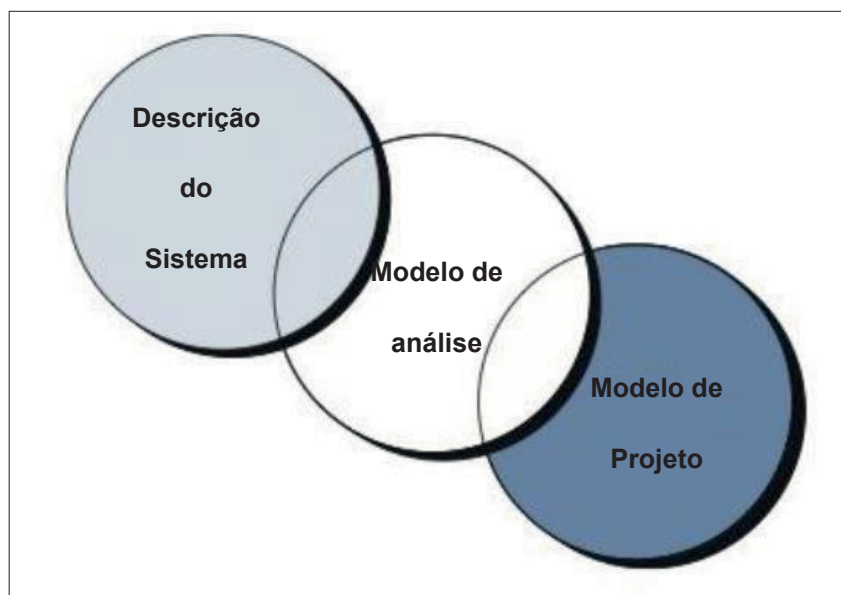 Descrição
do
Sistema
Modelo de
análise
Modelo de
Projeto